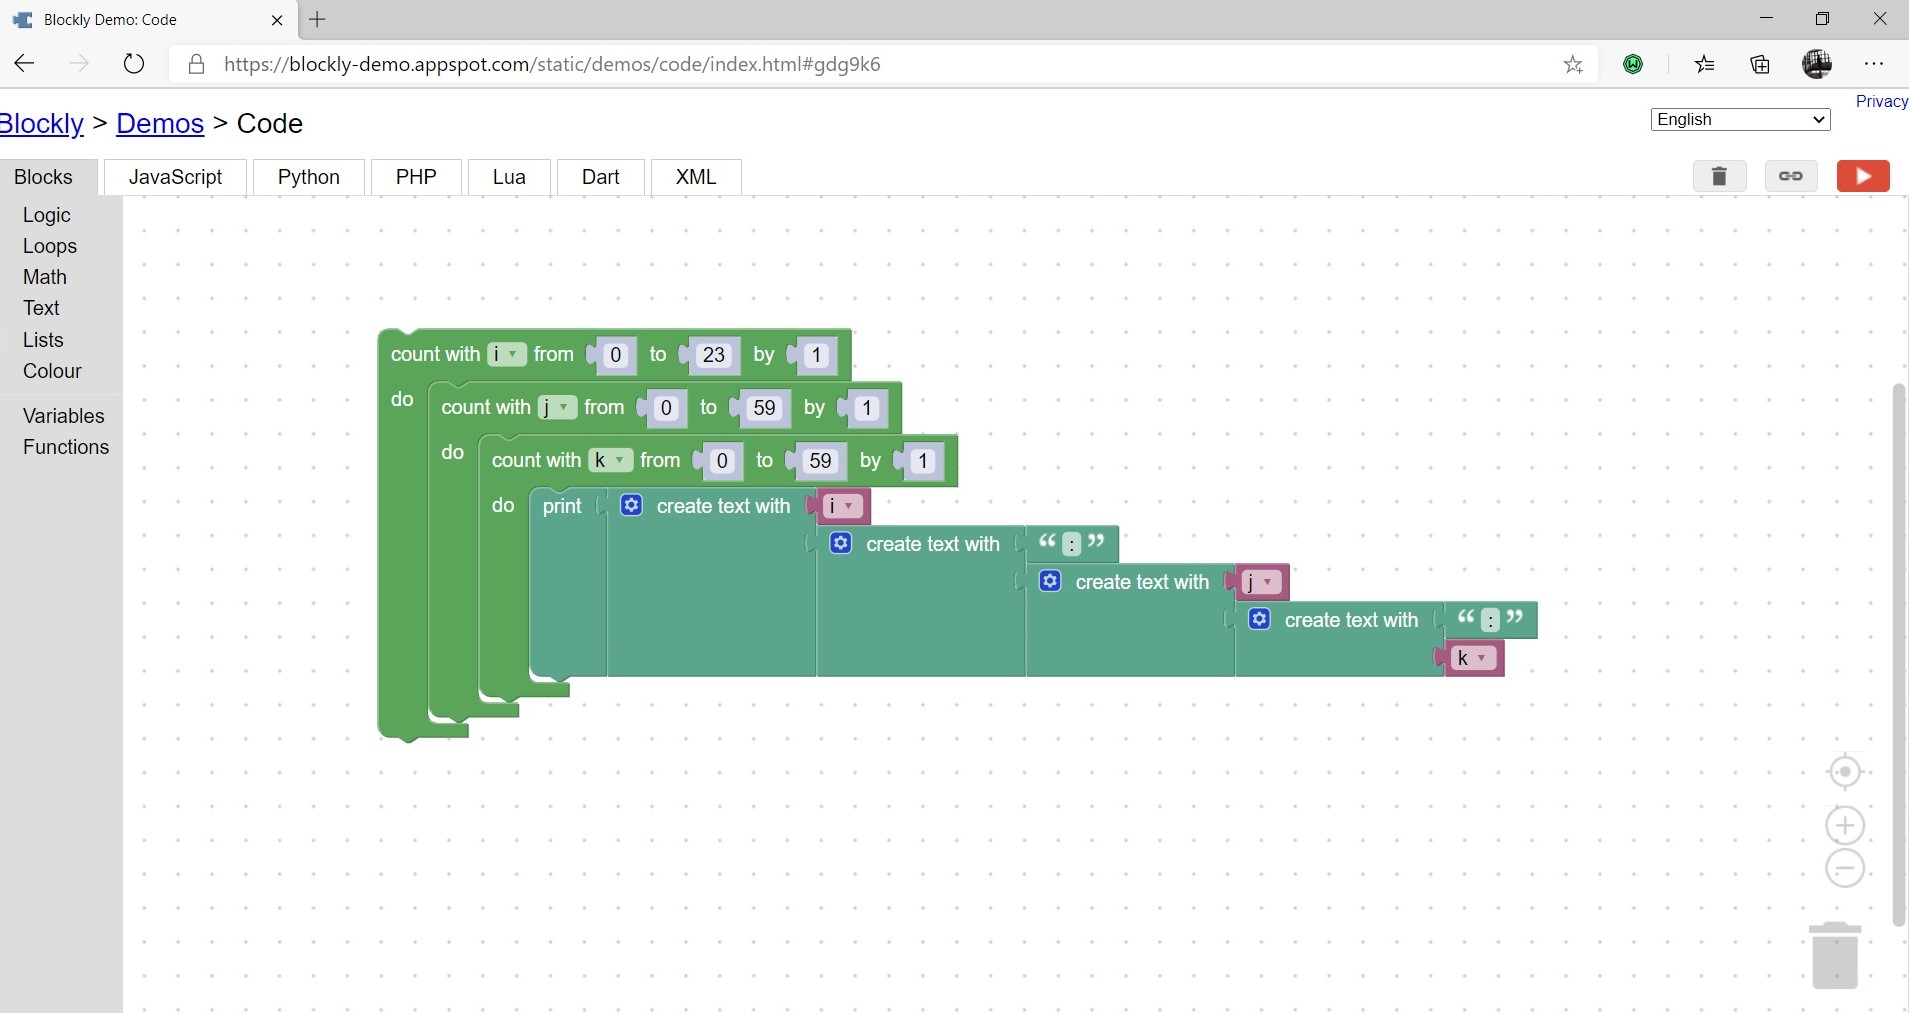 Blockly Demo: Code
https://blockly-demo.appspot.com/static/demos/code/index.html#gdg9k6
Privacy
Blockly > Demos > Code
English
Blocks JavaScript Python PHP Lua Dart XML
Logic
Loops
Math
Text
Lists
Colour
Variables
Functions
count with i from 0 to 23 by 1
do count with j from 0 to 59 by 1
do count with k from 0 to 59 by 1
do print create text with i
create text with “ : ”
create text with j
create text with “ : ”
k